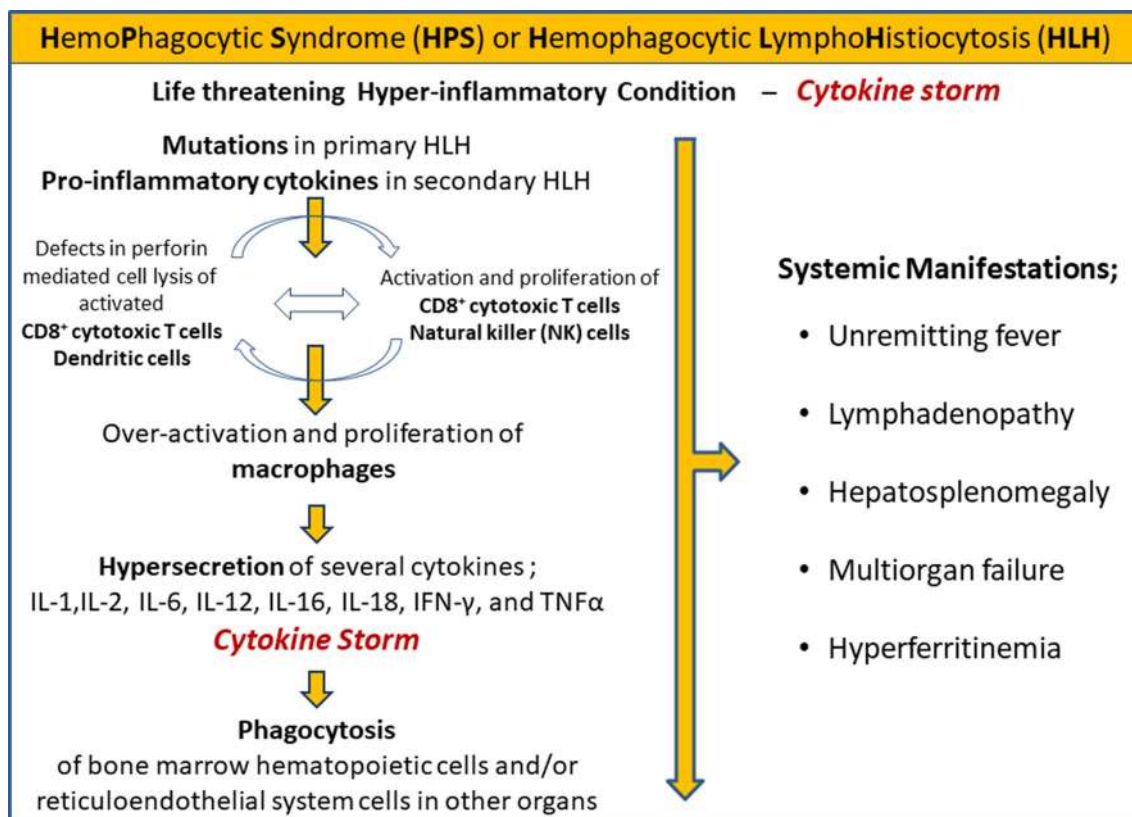 HemoPhagocytic Syndrome (HPS) or Hemophagocytic LymphoHistiocytosis (HLH)
Life threatening Hyper-inflammatory Condition – Cytokine storm
Mutations in primary HLH
Pro-inflammatory cytokines in secondary HLH
Defects in perforin
mediated cell lysis of
activated
CD8⁺ cytotoxic T cells
Dendritic cells
Activation and proliferation of
CD8⁺ cytotoxic T cells
Natural killer (NK) cells
Over-activation and proliferation of
macrophages
Hypersecretion of several cytokines ;
IL-1,IL-2, IL-6, IL-12, IL-16, IL-18, IFN-γ, and TNFα
Cytokine Storm
Phagocytosis
of bone marrow hematopoietic cells and/or
reticuloendothelial system cells in other organs
Systemic Manifestations;
• Unremitting fever
• Lymphadenopathy
• Hepatosplenomegaly
• Multiorgan failure
• Hyperferritinemia